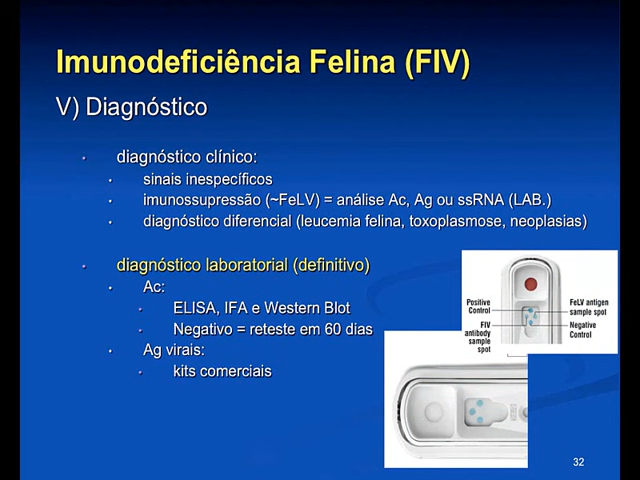 Imunodeficiência Felina (FIV)
V) Diagnóstico
diagnóstico clínico:
sinais inespecíficos
imunossupressão (~FeLV) = análise Ac, Ag ou ssRNA (LAB.)
diagnóstico diferencial (leucemia felina, toxoplasmose, neoplasias)
diagnóstico laboratorial (definitivo)
Ac:
ELISA, IFA e Western Blot
Negativo = reteste em 60 dias
Ag virais:
kits comerciais
Positive
Control
FIV
antibody
sample
spot
FeLV antigen
sample spot
Negative
Control
32